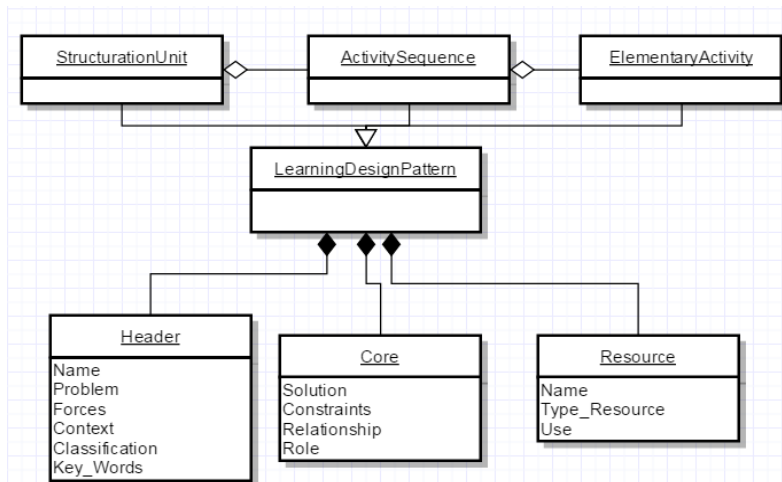 StructurationUnit
ActivitySequence
ElementaryActivity
LearningDesignPattern
Header
Name
Problem
Forces
Context
Classification
Key_Words
Core
Solution
Constraints
Relationship
Role
Resource
Name
Type_Resource
Use